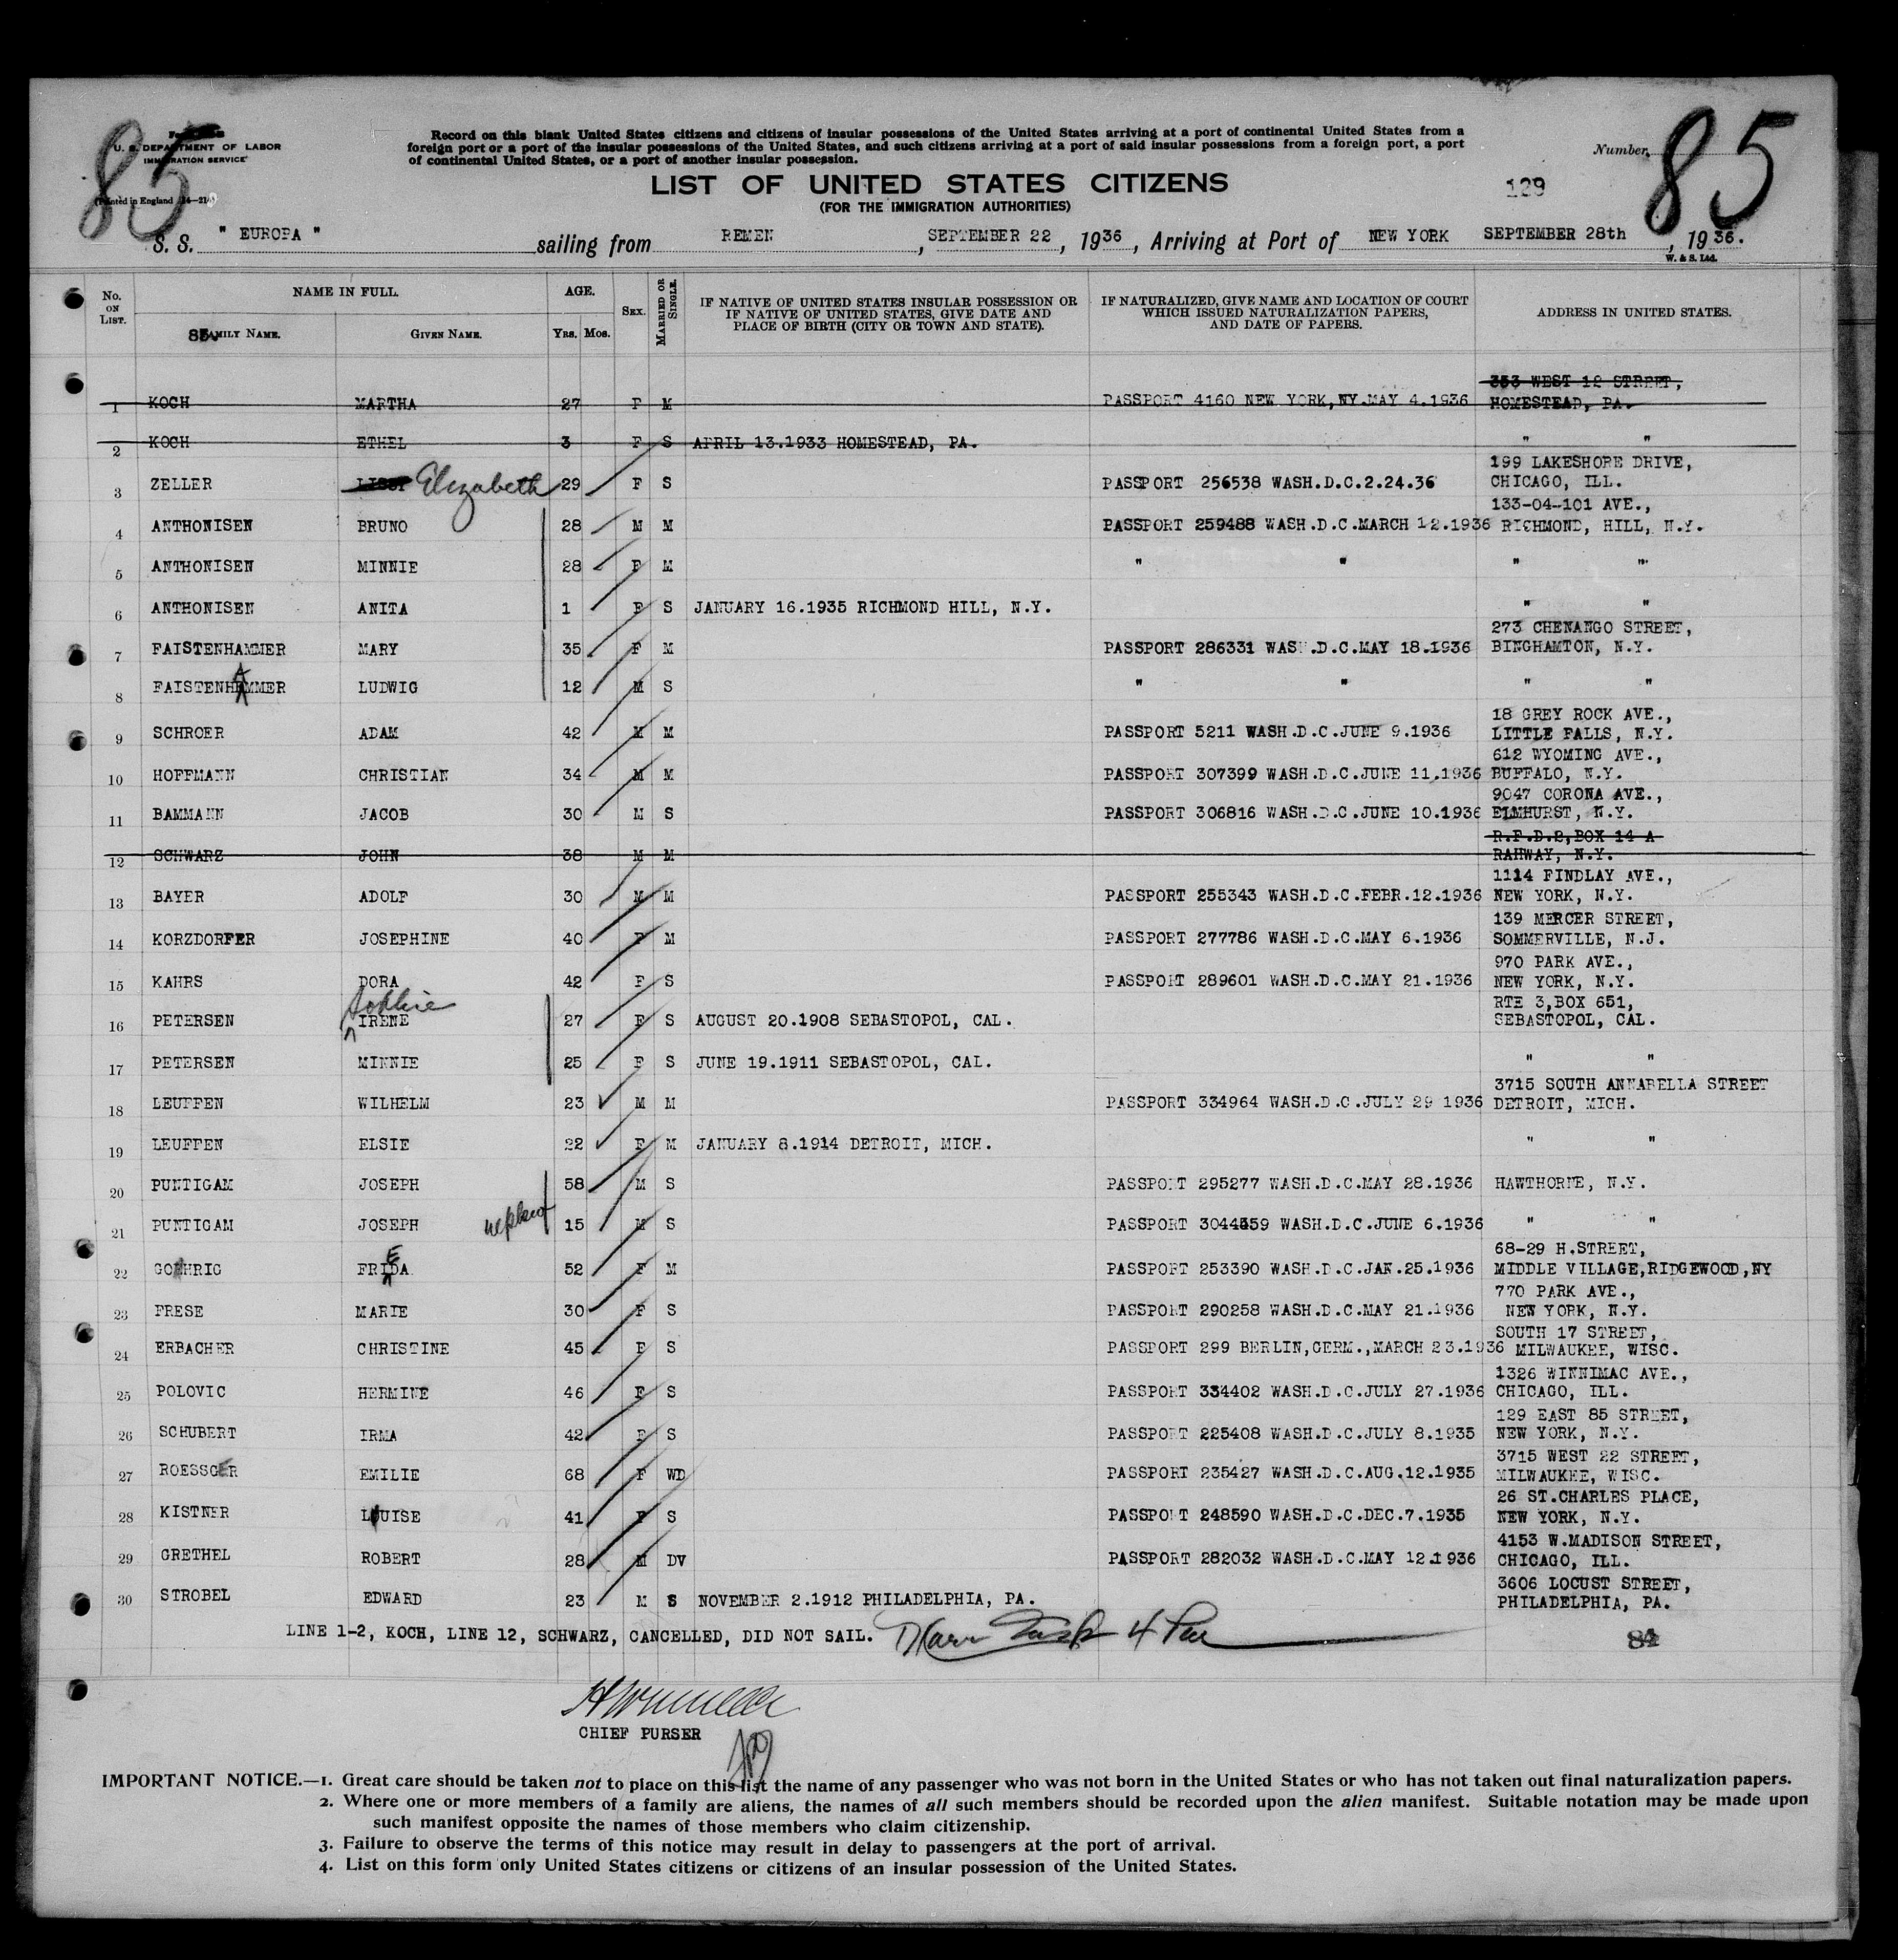 85
U. S. DEPARTMENT OF LABOR
IMMIGRATION SERVICE
(Printed in England
Record on this blank United States citizens and citizens of insular possessions of the United States arriving at a port of continental United States from a
foreign port or a port of the insular possessions of the United States, and such citizens arriving at a port of said insular possessions from a foreign port, a port
of continental United States, or a port of another insular possession.
Number, 85
LIST OF UNITED STATES CITIZENS
(FOR THE IMMIGRATION AUTHORITIES)
129
S. S. " EUROPA " sailing from REMEN, SEPTEMBER 22, 1936, Arriving at Port of NEW YORK SEPTEMBER 28th, 1936.
W. & S. Ltd.
No. ON LIST. NAME IN FULL. AGE. SEX. MARRIED OR SINGLE. IF NATIVE OF UNITED STATES INSULAR POSSESSION OR IF NATIVE OF UNITED STATES, GIVE DATE AND PLACE OF BIRTH (CITY OR TOWN AND STATE). IF NATURALIZED, GIVE NAME AND LOCATION OF COURT WHICH ISSUED NATURALIZATION PAPERS, AND DATE OF PAPERS. ADDRESS IN UNITED STATES.
85 FAMILY NAME. GIVEN NAME. Yrs. Mos.
353 WEST 12 STREET,
1 KOCH MARTHA 27 F M PASSPORT 4160 NEW YORK,NY.MAY 4.1936 HOMESTEAD, PA.
2 KOCH ETHEL 3 F S APRIL 13.1933 HOMESTEAD, PA. " "
199 LAKESHORE DRIVE,
3 ZELLER LISSY Elizabeth 29 F S PASSPORT 256538 WASH.D.C.2.24.36 CHICAGO, ILL.
133-04-101 AVE.,
4 ANTHONISEN BRUNO 28 M M PASSPORT 259488 WASH.D.C.MARCH 12.1936 RICHMOND, HILL, N.Y.
5 ANTHONISEN MINNIE 28 F M " " " "
6 ANTHONISEN ANITA 1 F S JANUARY 16.1935 RICHMOND HILL, N.Y. " "
273 CHENANGO STREET,
7 FAISTENHAMMER MARY 35 F M PASSPORT 286331 WASH.D.C.MAY 18.1936 BINGHAMTON, N.Y.
8 FAISTENHAMMER LUDWIG 12 M S " " " "
18 GREY ROCK AVE.,
9 SCHROER ADAM 42 M M PASSPORT 5211 WASH.D.C.JUNE 9.1936 LITTLE FALLS, N.Y.
612 WYOMING AVE.,
10 HOFFMANN CHRISTIAN 34 M M PASSPORT 307399 WASH.D.C.JUNE 11.1936 BUFFALO, N.Y.
9047 CORONA AVE.,
11 BAMMANN JACOB 30 M S PASSPORT 306816 WASH.D.C.JUNE 10.1936 ELMHURST, N.Y.
R.F.D.2,BOX 14 A
12 SCHWARZ JOHN 38 M M RAHWAY, N.Y.
1114 FINDLAY AVE.,
13 BAYER ADOLF 30 M M PASSPORT 255343 WASH.D.C.FEBR.12.1936 NEW YORK, N.Y.
139 MERCER STREET,
14 KORZDORFER JOSEPHINE 40 F M PASSPORT 277786 WASH.D.C.MAY 6.1936 SOMMERVILLE, N.J.
970 PARK AVE.,
15 KAHRS DORA 42 F S PASSPORT 289601 WASH.D.C.MAY 21.1936 NEW YORK, N.Y.
Sophie RTE 3,BOX 651,
16 PETERSEN IRENE 27 F S AUGUST 20.1908 SEBASTOPOL, CAL. SEBASTOPOL, CAL.
17 PETERSEN MINNIE 25 F S JUNE 19.1911 SEBASTOPOL, CAL. " "
3715 SOUTH ANNABELLA STREET
18 LEUFFEN WILHELM 23 M M PASSPORT 334964 WASH.D.C.JULY 29 1936 DETROIT, MICH.
19 LEUFFEN ELSIE 22 F M JANUARY 8.1914 DETROIT, MICH. " "
20 PUNTIGAM JOSEPH 58 M S PASSPORT 295277 WASH.D.C.MAY 28.1936 HAWTHORNE, N.Y.
21 PUNTIGAM JOSEPH nephew 15 M S PASSPORT 3044559 WASH.D.C.JUNE 6.1936 " "
E 68-29 H.STREET,
22 GOEHRIG FRIDA 52 F M PASSPORT 253390 WASH.D.C.JAN.25.1936 MIDDLE VILLAGE,RIDGEWOOD,NY
770 PARK AVE.,
23 FRESE MARIE 30 F S PASSPORT 290258 WASH.D.C.MAY 21.1936 NEW YORK, N.Y.
SOUTH 17 STREET,
24 ERBACHER CHRISTINE 45 F S PASSPORT 299 BERLIN,GERM.,MARCH 23.1936 MILWAUKEE, WISC.
1326 WINNIMAC AVE.,
25 POLOVIC HERMINE 46 F S PASSPORT 334402 WASH.D.C.JULY 27.1936 CHICAGO, ILL.
129 EAST 85 STREET,
26 SCHUBERT IRMA 42 F S PASSPORT 225408 WASH.D.C.JULY 8.1935 NEW YORK, N.Y.
3715 WEST 22 STREET,
27 ROESSGER EMILIE 68 F WD PASSPORT 235427 WASH.D.C.AUG.12.1935 MILWAUKEE, WISC.
26 ST.CHARLES PLACE,
28 KISTNER LOUISE 41 F S PASSPORT 248590 WASH.D.C.DEC.7.1935 NEW YORK, N.Y.
4153 W.MADISON STREET,
29 GRETHEL ROBERT 28 M DV PASSPORT 282032 WASH.D.C.MAY 12.1936 CHICAGO, ILL.
3606 LOCUST STREET,
30 STROBEL EDWARD 23 M S NOVEMBER 2.1912 PHILADELPHIA, PA. PHILADELPHIA, PA.
LINE 1-2, KOCH, LINE 12, SCHWARZ, CANCELLED, DID NOT SAIL.
84
CHIEF PURSER
IMPORTANT NOTICE.—1. Great care should be taken not to place on this list the name of any passenger who was not born in the United States or who has not taken out final naturalization papers.
2. Where one or more members of a family are aliens, the names of all such members should be recorded upon the alien manifest. Suitable notation may be made upon
such manifest opposite the names of those members who claim citizenship.
3. Failure to observe the terms of this notice may result in delay to passengers at the port of arrival.
4. List on this form only United States citizens or citizens of an insular possession of the United States.